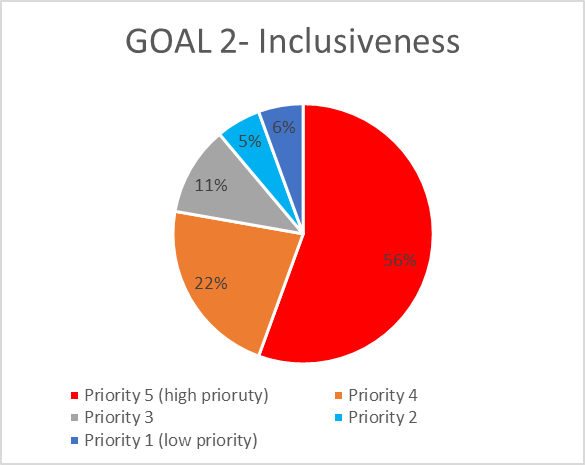 GOAL 2- Inclusiveness
6%
5%
11%
56%
22%
Priority 5 (high prioruty)
Priority 4
Priority 3
Priority 2
Priority 1 (low priority)